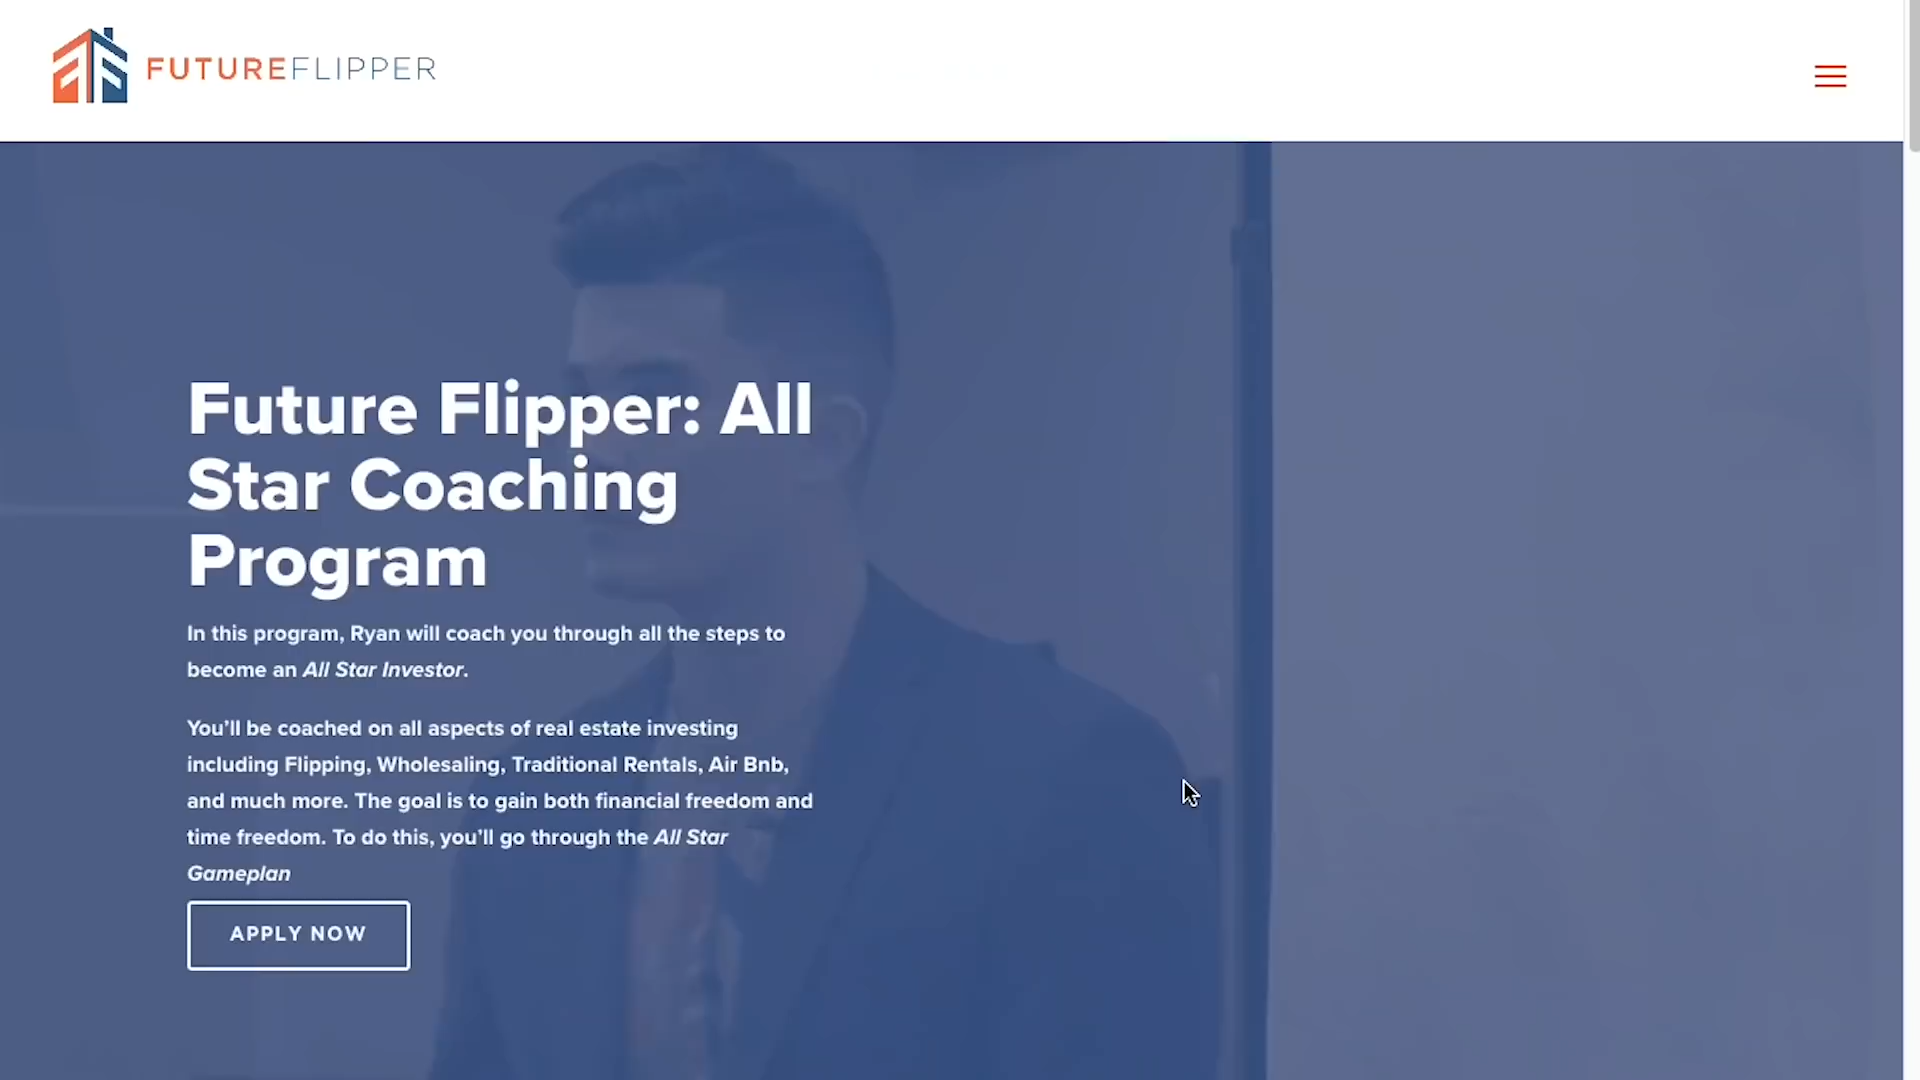 FUTUREFLIPPER
Future Flipper: All
Star Coaching
Program
In this program, Ryan will coach you through all the steps to
become an All Star Investor.
You’ll be coached on all aspects of real estate investing
including Flipping, Wholesaling, Traditional Rentals, Air Bnb,
and much more. The goal is to gain both financial freedom and
time freedom. To do this, you’ll go through the All Star
Gameplan
APPLY NOW